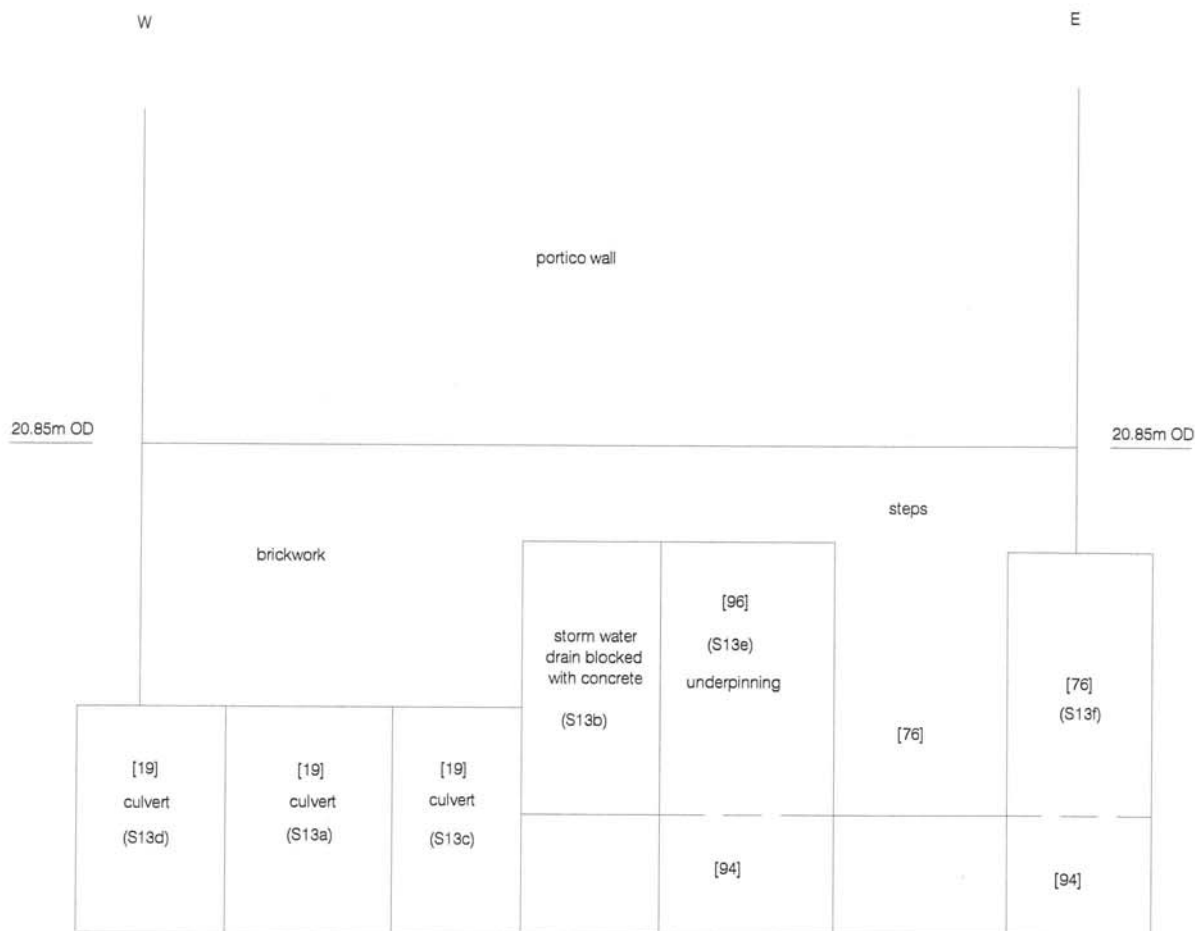 W
E
portico wall
20.85m OD
20.85m OD
steps
brickwork
[96]
storm water
drain blocked
with concrete
(S13e)
underpinning
(S13b)
[76]
(S13f)
[76]
[19]
culvert
(S13d)
[19]
culvert
(S13a)
[19]
culvert
(S13c)
[94]
[94]